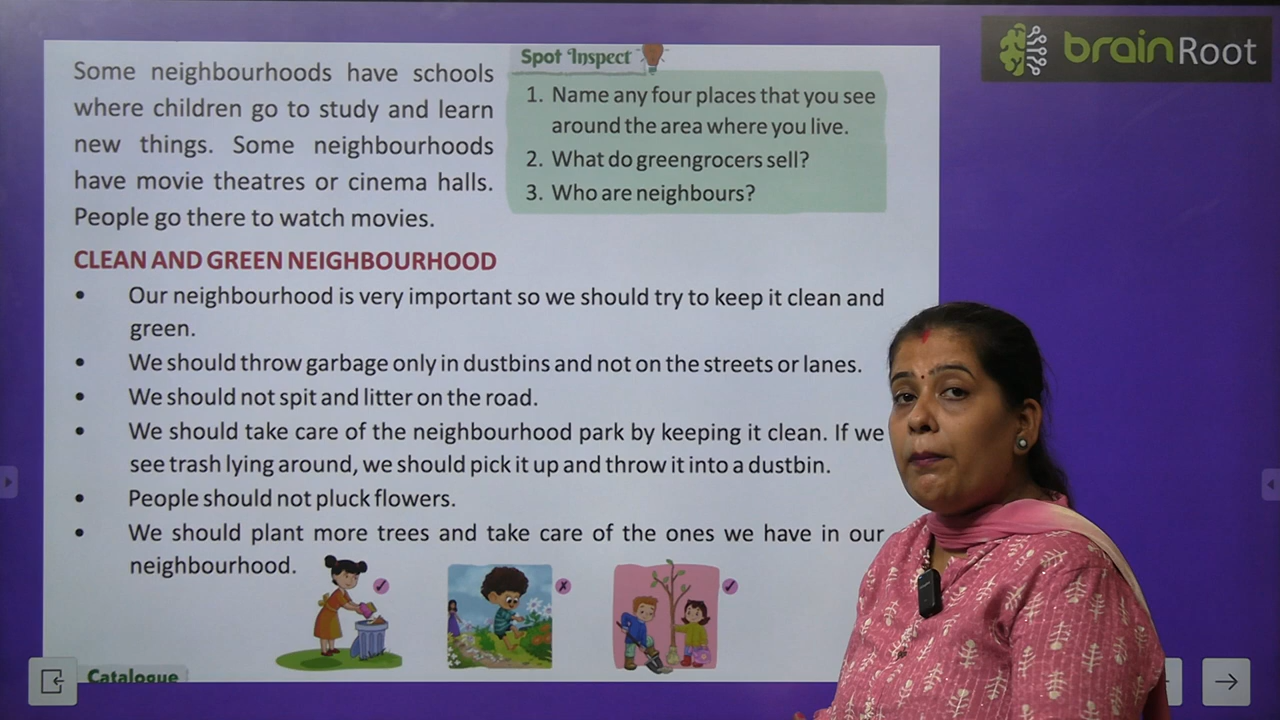 brainRoot
Some neighbourhoods have schools
where children go to study and learn
new things. Some neighbourhoods
have movie theatres or cinema halls.
People go there to watch movies.
Spot Inspect
1. Name any four places that you see
around the area where you live.
2. What do greengrocers sell?
3. Who are neighbours?
CLEAN AND GREEN NEIGHBOURHOOD
• Our neighbourhood is very important so we should try to keep it clean and
green.
• We should throw garbage only in dustbins and not on the streets or lanes.
• We should not spit and litter on the road.
• We should take care of the neighbourhood park by keeping it clean. If we
see trash lying around, we should pick it up and throw it into a dustbin.
• People should not pluck flowers.
• We should plant more trees and take care of the ones we have in our
neighbourhood.
Catalogue